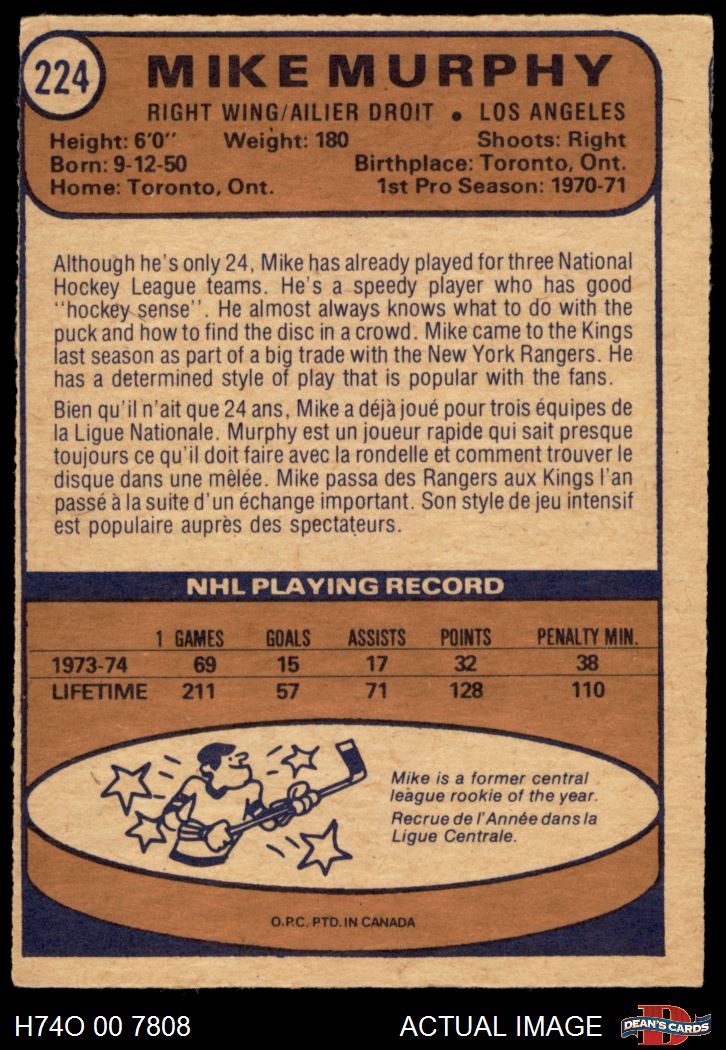 224
MIKE MURPHY
RIGHT WING/AILIER DROIT • LOS ANGELES
Height: 6'0" Weight: 180 Shoots: Right
Born: 9-12-50 Birthplace: Toronto, Ont.
Home: Toronto, Ont. 1st Pro Season: 1970-71
Although he's only 24, Mike has already played for three National
Hockey League teams. He's a speedy player who has good
"hockey sense". He almost always knows what to do with the
puck and how to find the disc in a crowd. Mike came to the Kings
last season as part of a big trade with the New York Rangers. He
has a determined style of play that is popular with the fans.
Bien qu'il n'ait que 24 ans, Mike a déjà joué pour trois équipes de
la Ligue Nationale. Murphy est un joueur rapide qui sait presque
toujours ce qu'il doit faire avec la rondelle et comment trouver le
disque dans une mêlée. Mike passa des Rangers aux Kings l'an
passé à la suite d'un échange important. Son style de jeu intensif
est populaire auprès des spectateurs.
NHL PLAYING RECORD
1 GAMES GOALS ASSISTS POINTS PENALTY MIN.
1973-74 69 15 17 32 38
LIFETIME 211 57 71 128 110
Mike is a former central
league rookie of the year.
Recrue de l'Année dans la
Ligue Centrale.
O.P.C. PTD. IN CANADA
H74O 00 7808 ACTUAL IMAGE
D
DEAN'S CARDS